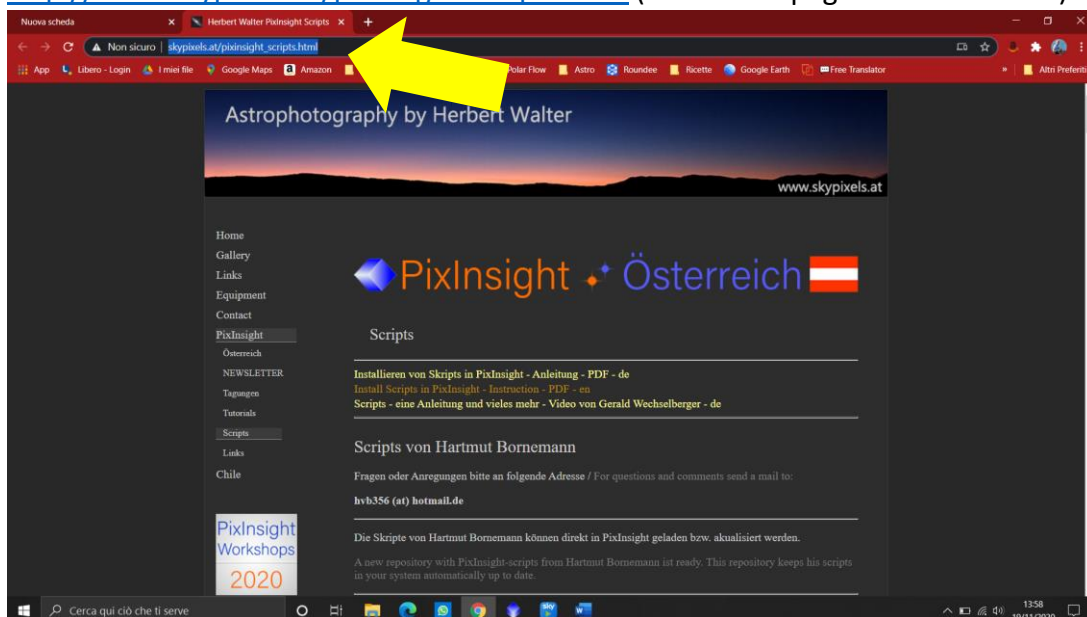 Nuova scheda
Herbert Walter PixInsight Scripts
Non sicuro | skypixels.at/pixinsight_scripts.html
App
Libero - Login
I miei file
Google Maps
Amazon
Polar Flow
Astro
Roundee
Ricette
Google Earth
Free Translator
Altri Preferiti
Astrophotography by Herbert Walter
www.skypixels.at
Home
Gallery
Links
Equipment
Contact
PixInsight
Österreich
NEWSLETTER
Tagungen
Tutorials
Scripts
Links
Chile
PixInsight
Workshops
2020
PixInsight Österreich
Scripts
Installieren von Skripts in PixInsight - Anleitung - PDF - de
Install Scripts in PixInsight - Instruction - PDF - en
Scripts - eine Anleitung und vieles mehr - Video von Gerald Wechselberger - de
Scripts von Hartmut Bornemann
Fragen oder Anregungen bitte an folgende Adresse / For questions and comments send a mail to:
hvb356 (at) hotmail.de
Die Skripte von Hartmut Bornemann können direkt in PixInsight geladen bzw. akualisiert werden.
A new repository with PixInsight-scripts from Hartmut Bornemann ist ready. This repository keeps his scripts
in your system automatically up to date.
Cerca qui ciò che ti serve
13:58
19/11/2020